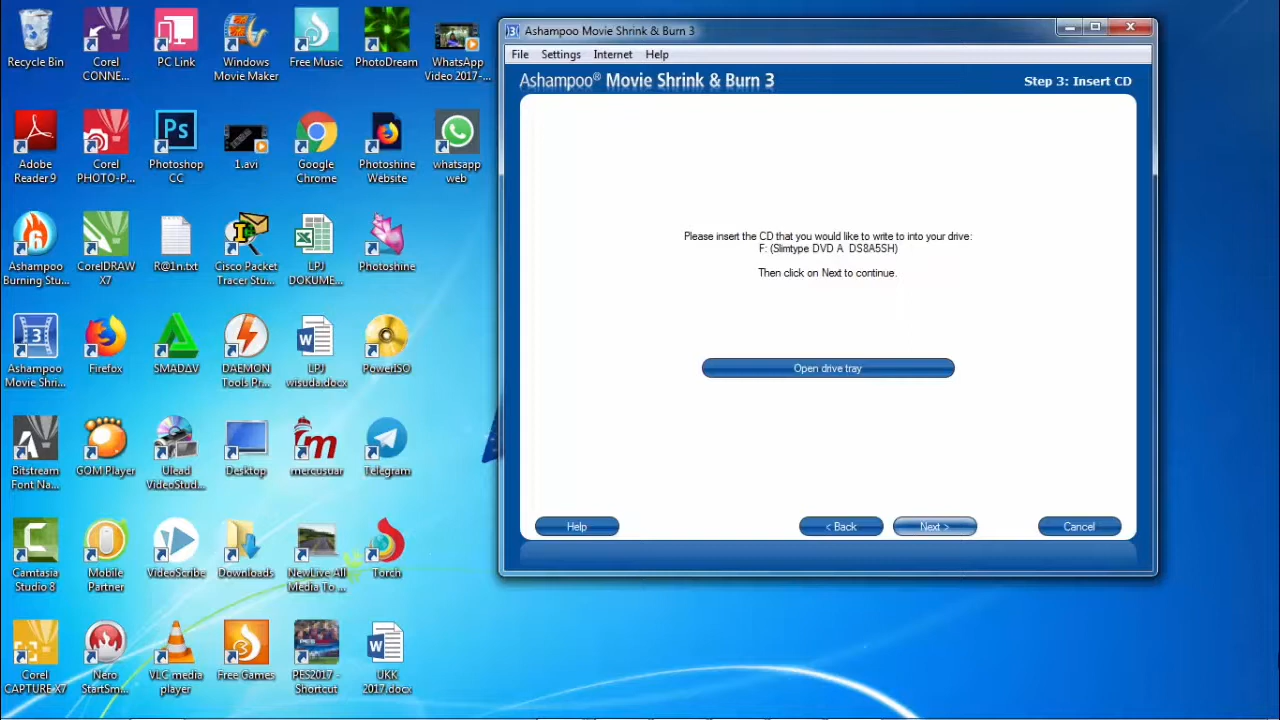 Recycle Bin
Corel
CONNE...
PC Link
Windows
Movie Maker
Free Music
PhotoDream
WhatsApp
Video 2017-...
Adobe
Reader 9
Corel
PHOTO-P...
Ps
Photoshop
CC
1.avi
Google
Chrome
Photoshine
Website
whatsapp
web
6
Ashampoo
Burning Stu...
CorelDRAW
X7
R@1n.txt
Cisco Packet
Tracer Stu...
LPJ
DOKUME...
Photoshine
3
Ashampoo
Movie Shri...
Firefox
SMADΔV
DAEMON
Tools Pr...
LPJ
wisuda.docx
PowerISO
Bitstream
Font Na...
GOM Player
Ulead
VideoStud...
Desktop
m
mercusuar
Telegram
Camtasia
Studio 8
Mobile
Partner
VideoScribe
Downloads
NewLive All
Media To ...
Torch
Corel
CAPTURE X7
Nero
StartSm...
VLC media
player
Free Games
PES2017 -
Shortcut
UKK
2017.docx
Ashampoo Movie Shrink & Burn 3
File Settings Internet Help
Ashampoo® Movie Shrink & Burn 3
Step 3: Insert CD
Please insert the CD that you would like to write to into your drive:
F: (Slimtype DVD A DS8A5SH)
Then click on Next to continue.
Open drive tray
Help
< Back
Next >
Cancel